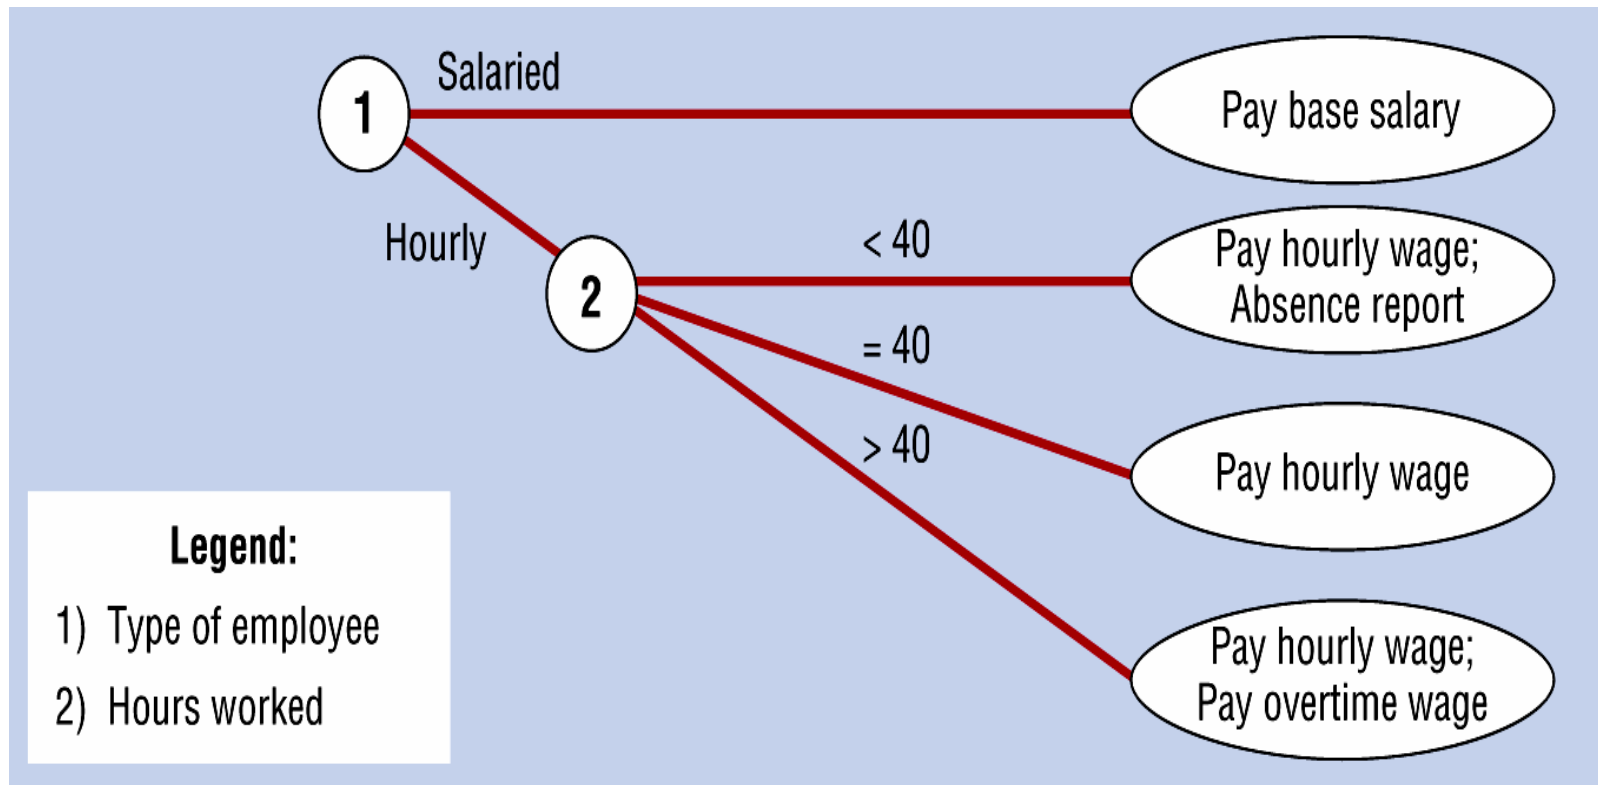 1
Salaried
Pay base salary
Hourly
2
< 40
Pay hourly wage;
Absence report
= 40
Pay hourly wage
> 40
Pay hourly wage;
Pay overtime wage
Legend:
1) Type of employee
2) Hours worked